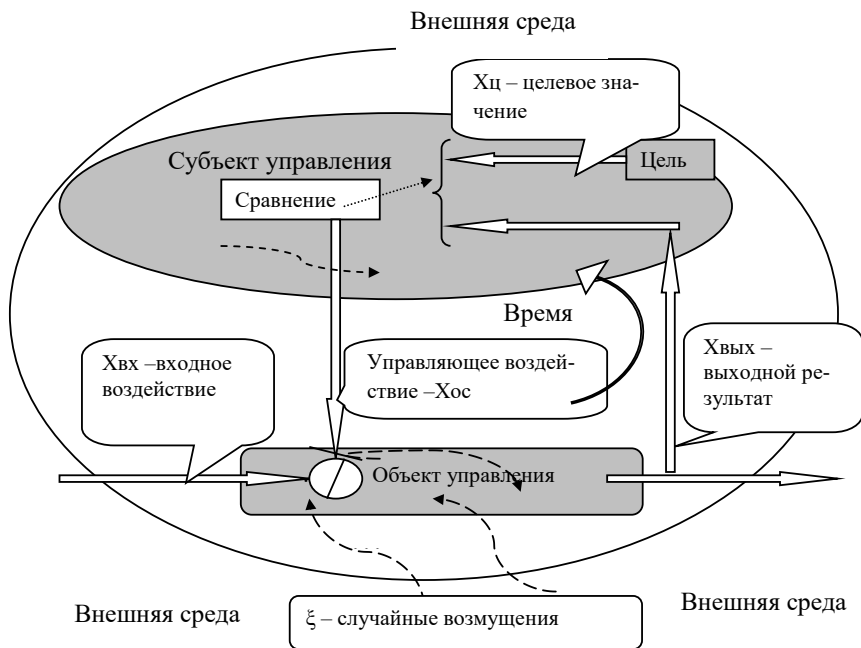 Внешняя среда
Хц – целевое зна-
чение
Субъект управления
Цель
Сравнение
Время
Хвх –входное
воздействие
Управляющее воздей-
ствие –Хос
Хвых –
выходной ре-
зультат
Объект управления
Внешняя среда
ξ – случайные возмущения
Внешняя среда